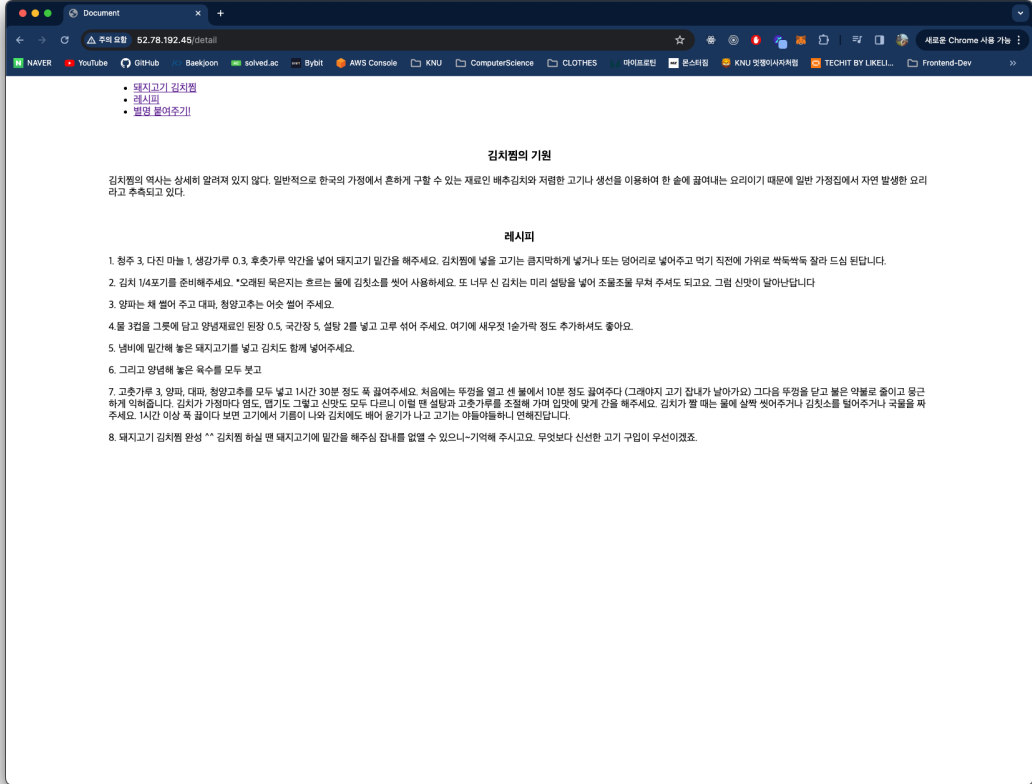 Document
주의 요함 52.78.192.45/detail
새로운 Chrome 사용 가능
NAVER YouTube GitHub Baekjoon solved.ac Bybit AWS Console KNU ComputerScience CLOTHES 마이프로틴 몬스터짐 KNU 멋쟁이사자처럼 TECHIT BY LIKELI... Frontend-Dev
돼지고기 김치찜
레시피
별명 붙여주기!
김치찜의 기원
김치찜의 역사는 상세히 알려져 있지 않다. 일반적으로 한국의 가정에서 흔하게 구할 수 있는 재료인 배추김치와 저렴한 고기나 생선을 이용하여 한 솥에 끓여내는 요리이기 때문에 일반 가정집에서 자연 발생한 요리
라고 추측되고 있다.
레시피
1. 청주 3, 다진 마늘 1, 생강가루 0.3, 후춧가루 약간을 넣어 돼지고기 밑간을 해주세요. 김치찜에 넣을 고기는 큼지막하게 넣거나 또는 덩어리로 넣어주고 먹기 직전에 가위로 싹둑싹둑 잘라 드심 된답니다.
2. 김치 1/4포기를 준비해주세요. *오래된 묵은지는 흐르는 물에 김칫소를 씻어 사용하세요. 또 너무 신 김치는 미리 설탕을 넣어 조물조물 무쳐 주셔도 되고요. 그럼 신맛이 달아난답니다
3. 양파는 채 썰어 주고 대파, 청양고추는 어슷 썰어 주세요.
4.물 3컵을 그릇에 담고 양념재료인 된장 0.5, 국간장 5, 설탕 2를 넣고 고루 섞어 주세요. 여기에 새우젓 1숟가락 정도 추가하셔도 좋아요.
5. 냄비에 밑간해 놓은 돼지고기를 넣고 김치도 함께 넣어주세요.
6. 그리고 양념해 놓은 육수를 모두 붓고
7. 고춧가루 3, 양파, 대파, 청양고추를 모두 넣고 1시간 30분 정도 푹 끓여주세요. 처음에는 뚜껑을 열고 센 불에서 10분 정도 끓여주다 (그래야지 고기 잡내가 날아가요) 그다음 뚜껑을 닫고 불은 약불로 줄이고 뭉근
하게 익혀줍니다. 김치가 가정마다 염도, 맵기도 그렇고 신맛도 모두 다르니 이럴 땐 설탕과 고춧가루를 조절해 가며 입맛에 맞게 간을 해주세요. 김치가 짤 때는 물에 살짝 씻어주거나 김칫소를 털어주거나 국물을 짜
주세요. 1시간 이상 푹 끓이다 보면 고기에서 기름이 나와 김치에도 배어 윤기가 나고 고기는 야들야들하니 연해진답니다.
8. 돼지고기 김치찜 완성 ^^ 김치찜 하실 땐 돼지고기에 밑간을 해주심 잡내를 없앨 수 있으니~기억해 주시고요. 무엇보다 신선한 고기 구입이 우선이겠죠.